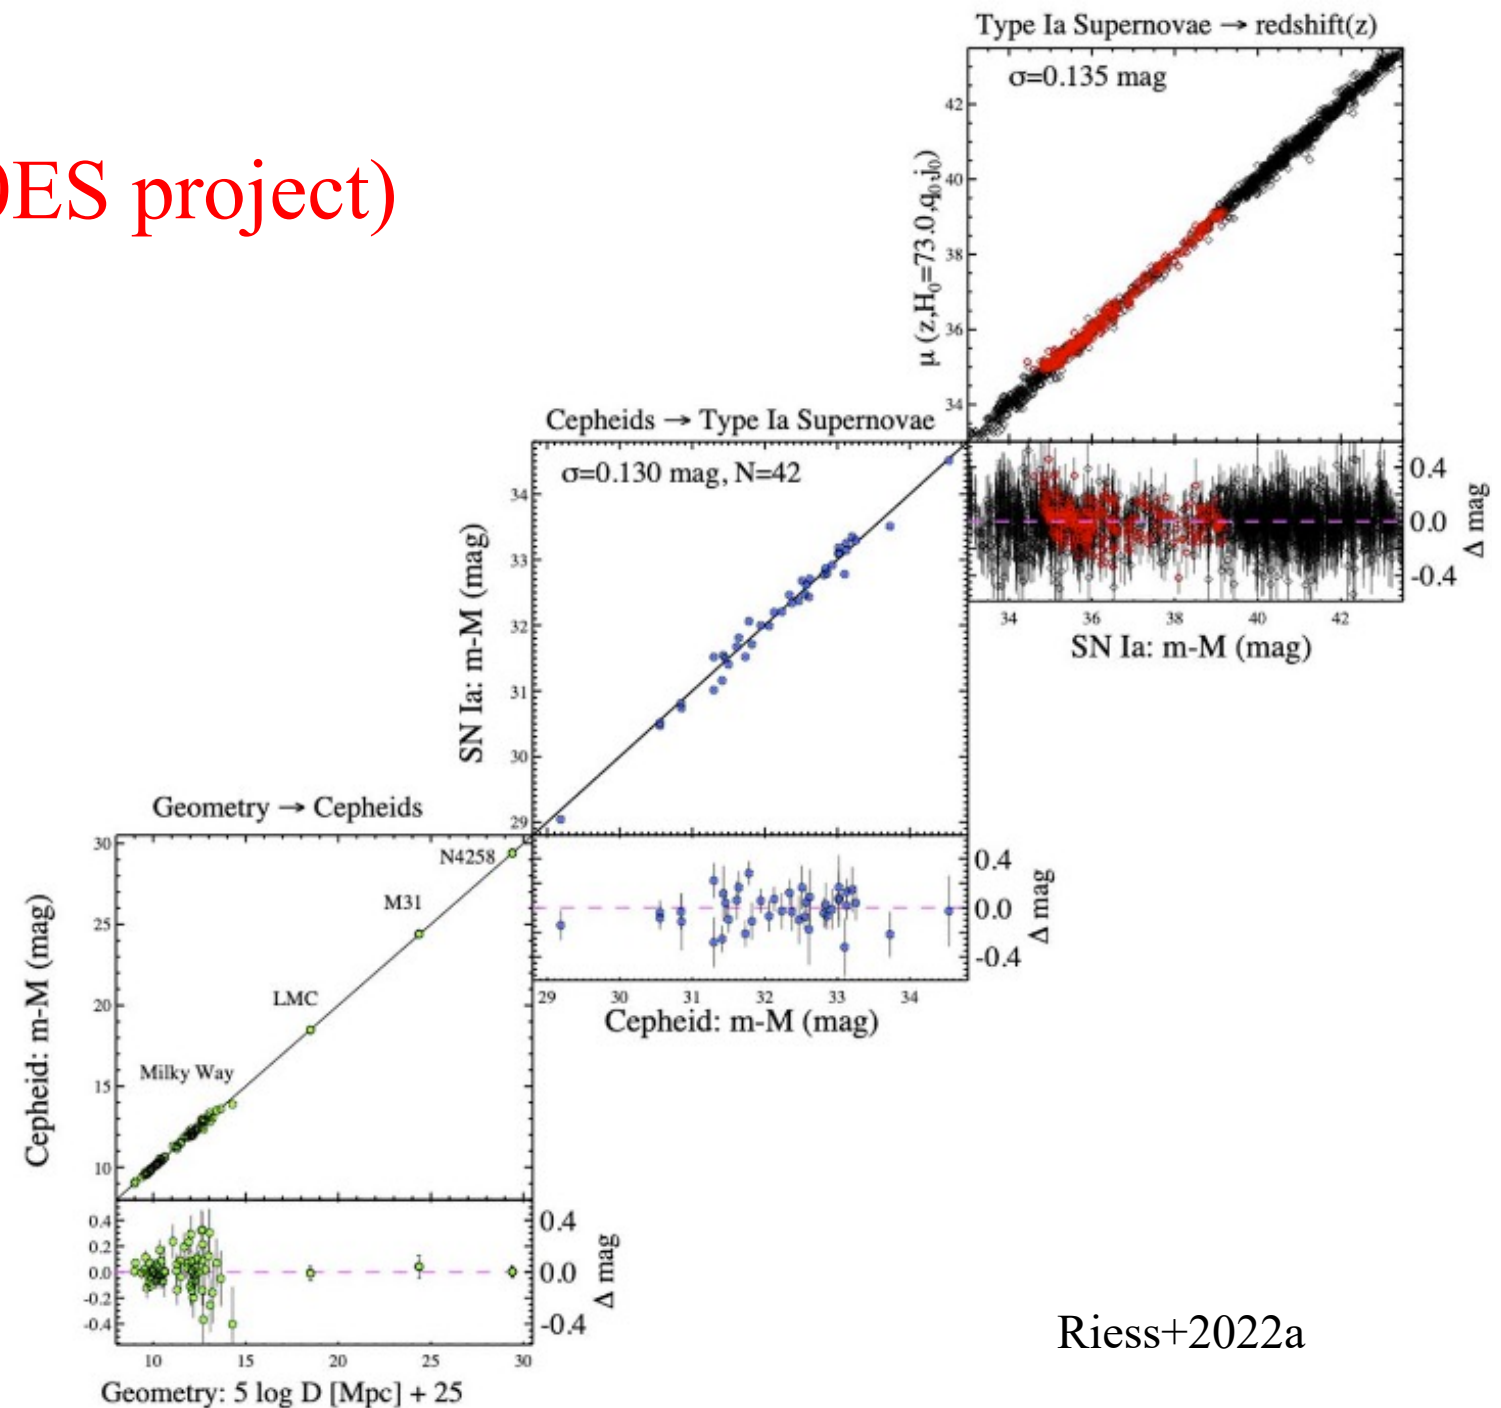 Type Ia Supernovae → redshift(z)
σ=0.135 mag
DES project)
42
40
38
36
34
μ (z,H₀=73.0,q₀,j₀)
Cepheids → Type Ia Supernovae
σ=0.130 mag, N=42
0.4
0.0
-0.4
Δ mag
34 36 38 40 42
SN Ia: m-M (mag)
34
33
32
31
30
29
SN Ia: m-M (mag)
Geometry → Cepheids
N4258
M31
LMC
Milky Way
30
25
20
15
10
Cepheid: m-M (mag)
0.4
0.0
-0.4
Δ mag
29 30 31 32 33 34
Cepheid: m-M (mag)
0.4
0.2
0.0
-0.2
-0.4
0.4
0.0
-0.4
Δ mag
10 15 20 25 30
Geometry: 5 log D [Mpc] + 25
Riess+2022a